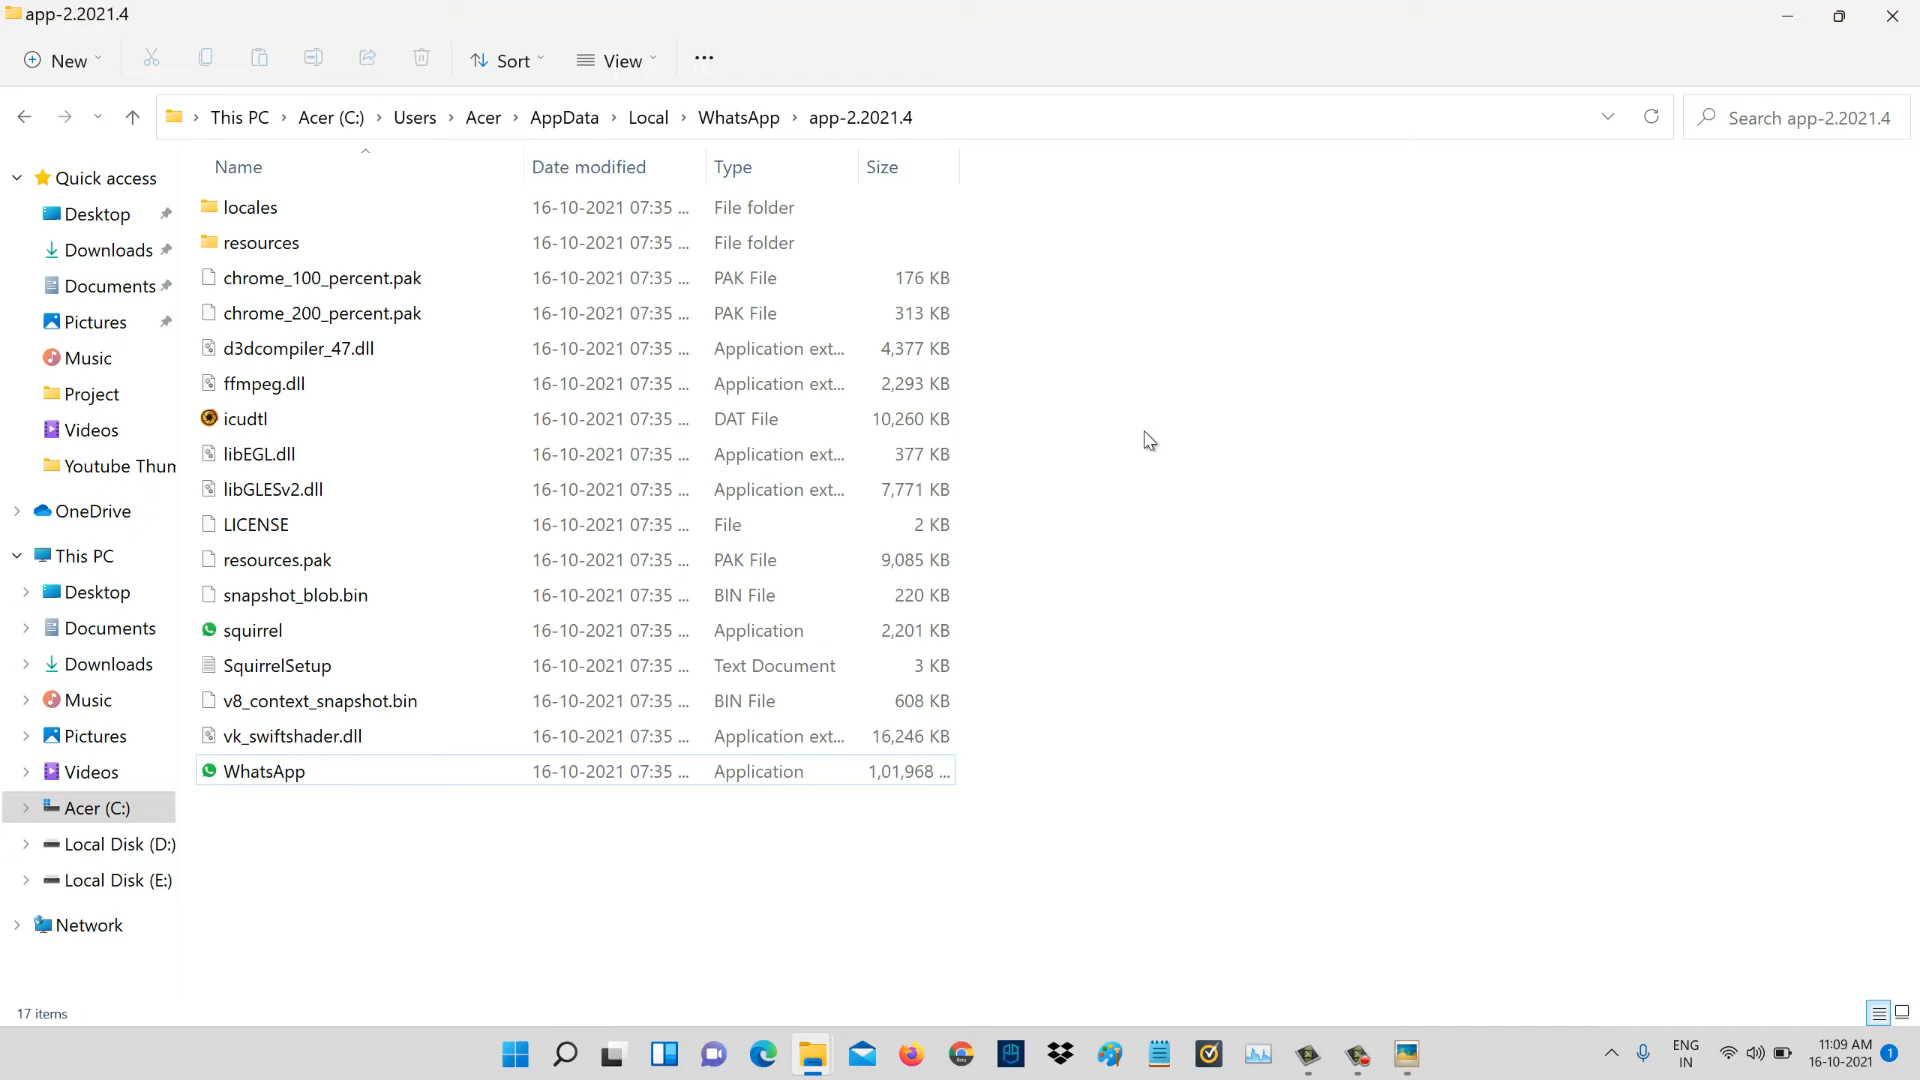 app-2.2021.4
New
Sort
View
This PC > Acer (C:) > Users > Acer > AppData > Local > WhatsApp > app-2.2021.4
Search app-2.2021.4
Name Date modified Type Size
Quick access
Desktop
Downloads
Documents
Pictures
Music
Project
Videos
Youtube Thum
OneDrive
This PC
Desktop
Documents
Downloads
Music
Pictures
Videos
Acer (C:)
Local Disk (D:)
Local Disk (E:)
Network
locales 16-10-2021 07:35 ... File folder
resources 16-10-2021 07:35 ... File folder
chrome_100_percent.pak 16-10-2021 07:35 ... PAK File 176 KB
chrome_200_percent.pak 16-10-2021 07:35 ... PAK File 313 KB
d3dcompiler_47.dll 16-10-2021 07:35 ... Application ext... 4,377 KB
ffmpeg.dll 16-10-2021 07:35 ... Application ext... 2,293 KB
icudtl 16-10-2021 07:35 ... DAT File 10,260 KB
libEGL.dll 16-10-2021 07:35 ... Application ext... 377 KB
libGLESv2.dll 16-10-2021 07:35 ... Application ext... 7,771 KB
LICENSE 16-10-2021 07:35 ... File 2 KB
resources.pak 16-10-2021 07:35 ... PAK File 9,085 KB
snapshot_blob.bin 16-10-2021 07:35 ... BIN File 220 KB
squirrel 16-10-2021 07:35 ... Application 2,201 KB
SquirrelSetup 16-10-2021 07:35 ... Text Document 3 KB
v8_context_snapshot.bin 16-10-2021 07:35 ... BIN File 608 KB
vk_swiftshader.dll 16-10-2021 07:35 ... Application ext... 16,246 KB
WhatsApp 16-10-2021 07:35 ... Application 1,01,968 ...
17 items
ENG
IN
11:09 AM
16-10-2021
1